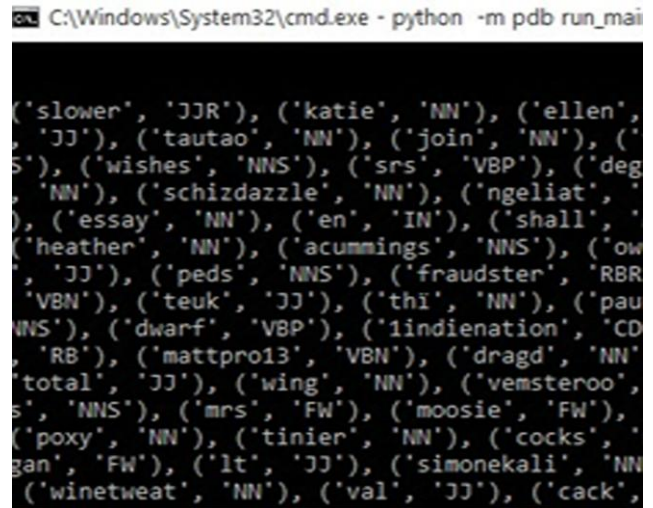 C:\Windows\System32\cmd.exe - python -m pdb run_mai
('slower', 'JJR'), ('katie', 'NN'), ('ellen',
, 'JJ'), ('tautao', 'NN'), ('join', 'NN'), ('
S'), ('wishes', 'NNS'), ('srs', 'VBP'), ('deg
, 'NN'), ('schizdazzle', 'NN'), ('ngeliat', '
), ('essay', 'NN'), ('en', 'IN'), ('shall', '
('heather', 'NN'), ('acummings', 'NNS'), ('ow
', 'JJ'), ('peds', 'NNS'), ('fraudster', 'RBR
'VBN'), ('teuk', 'JJ'), ('thï', 'NN'), ('pau
NNS'), ('dwarf', 'VBP'), ('1indienation', 'CD
, 'RB'), ('mattpro13', 'VBN'), ('dragd', 'NN'
'total', 'JJ'), ('wing', 'NN'), ('vemsteroo',
s', 'NNS'), ('mrs', 'FW'), ('moosie', 'FW'),
('poxy', 'NN'), ('tinier', 'NN'), ('cocks', '
gan', 'FW'), ('lt', 'JJ'), ('simonekali', 'NN
('winetweat', 'NN'), ('val', 'JJ'), ('cack',